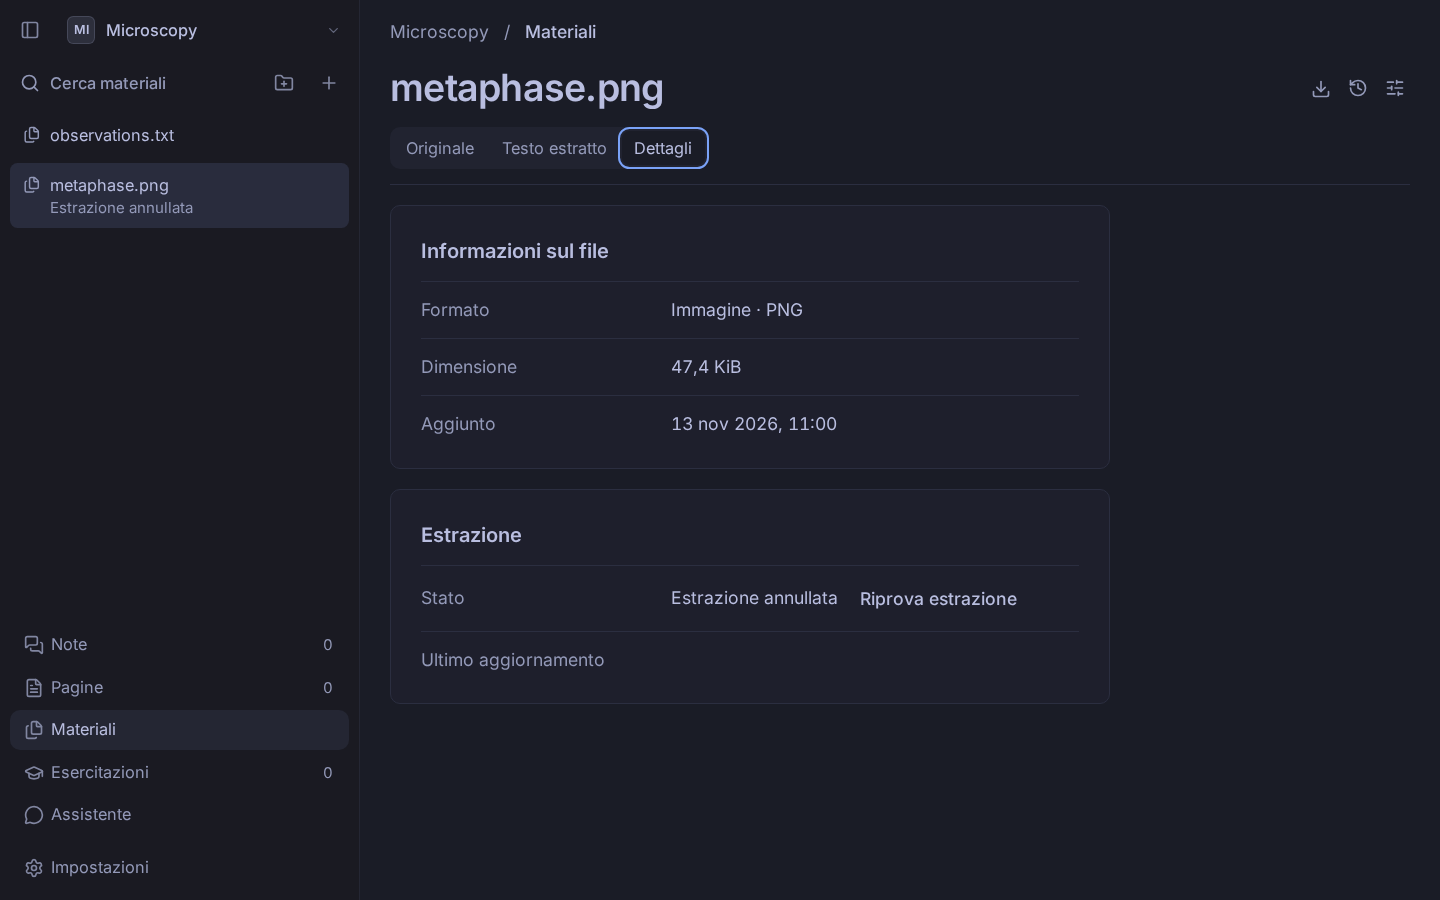 MI Microscopy
Cerca materiali
observations.txt
metaphase.png
Estrazione annullata
Note 0
Pagine 0
Materiali
Esercitazioni 0
Assistente
Impostazioni
Microscopy / Materiali
metaphase.png
Originale Testo estratto Dettagli
Informazioni sul file
Formato Immagine · PNG
Dimensione 47,4 KiB
Aggiunto 13 nov 2026, 11:00
Estrazione
Stato Estrazione annullata Riprova estrazione
Ultimo aggiornamento